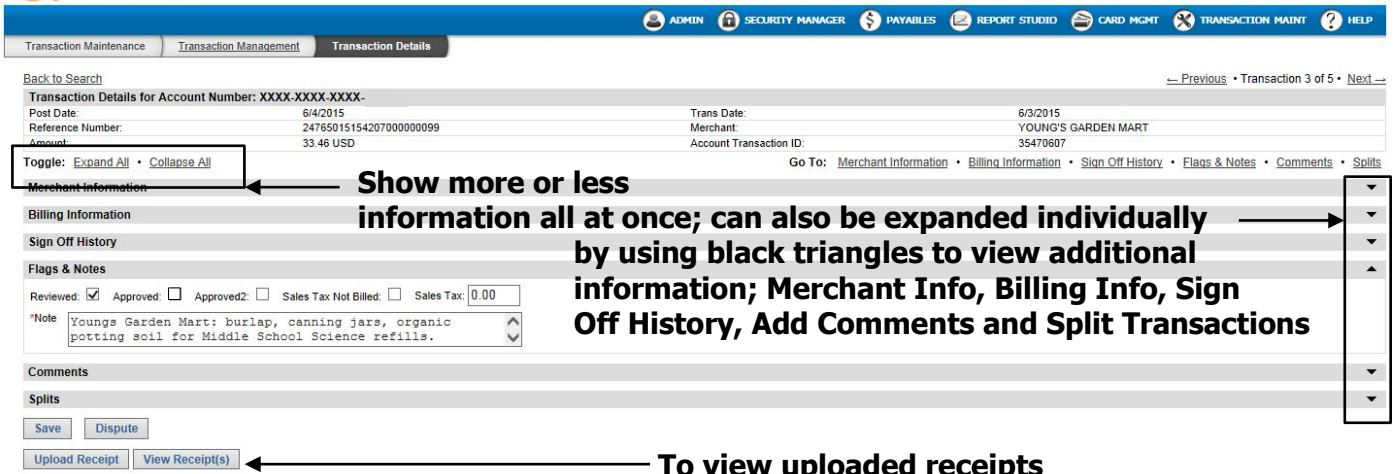 ADMIN SECURITY MANAGER PAYABLES REPORT STUDIO CARD MGMT TRANSACTION MAINT ? HELP
Transaction Maintenance Transaction Management Transaction Details
Back to Search ← Previous • Transaction 3 of 5 • Next →
Transaction Details for Account Number: XXXX-XXXX-XXXX-
Post Date: 6/4/2015 Trans Date: 6/3/2015
Reference Number: 24765015154207000000099 Merchant: YOUNG'S GARDEN MART
Amount: 33.46 USD Account Transaction ID: 35470607
Toggle: Expand All • Collapse All Go To: Merchant Information • Billing Information • Sign Off History • Flags & Notes • Comments • Splits
Merchant Information
Show more or less
information all at once; can also be expanded individually
by using black triangles to view additional
information; Merchant Info, Billing Info, Sign
Off History, Add Comments and Split Transactions
Billing Information
Sign Off History
Flags & Notes
Reviewed: Approved: Approved2: Sales Tax Not Billed: Sales Tax: 0.00
*Note Youngs Garden Mart: burlap, canning jars, organic
potting soil for Middle School Science refills.
Comments
Splits
Save Dispute
Upload Receipt View Receipt(s)
To view uploaded receipts